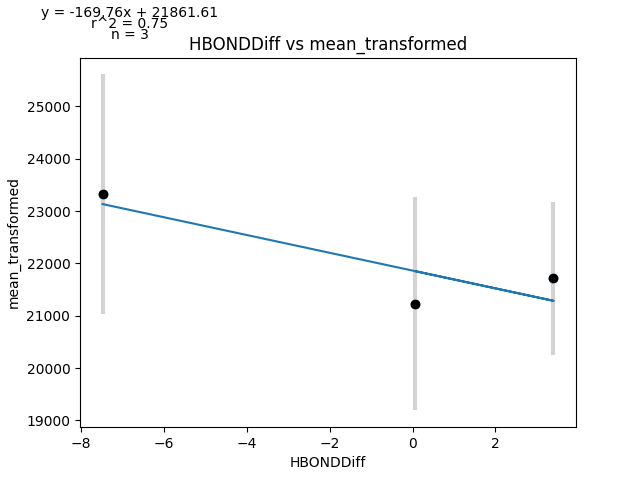 y = -169.76x + 21861.61
r^2 = 0.75
n = 3
HBONDDiff vs mean_transformed
mean_transformed
25000
24000
23000
22000
21000
20000
19000
−8
−6
−4
−2
0
2
HBONDDiff